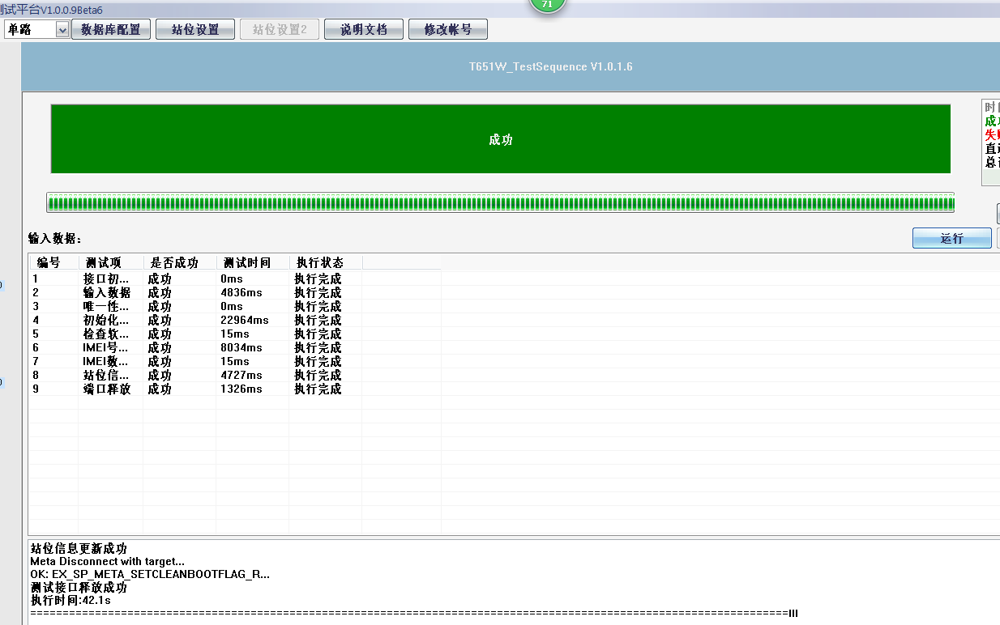 试平台V1.0.0.9Beta6
71
单路 数据库配置 站位设置 站位设置2 说明文档 修改帐号
T651W_TestSequence V1.0.1.6
成功
时
成
失
直
总
输入数据：
运行
编号 测试项 是否成功 测试时间 执行状态
1 接口初... 成功 0ms 执行完成
2 输入数据 成功 4836ms 执行完成
3 唯一性... 成功 0ms 执行完成
4 初始化... 成功 22964ms 执行完成
5 检查软... 成功 15ms 执行完成
6 IMEI号... 成功 8034ms 执行完成
7 IMEI数... 成功 15ms 执行完成
8 站位信... 成功 4727ms 执行完成
9 端口释放 成功 1326ms 执行完成
站位信息更新成功
Meta Disconnect with target...
OK: EX_SP_META_SETCLEANBOOTFLAG_R...
测试接口释放成功
执行时间:42.1s